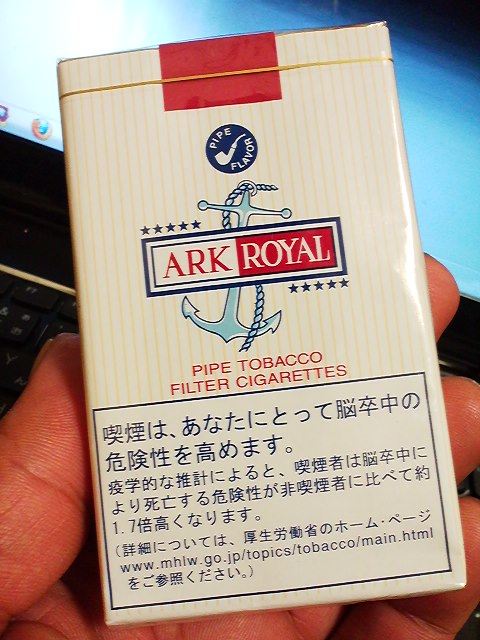 PIPE FLAVOR
ARK ROYAL
PIPE TOBACCO
FILTER CIGARETTES
喫煙は、あなたにとって脳卒中の
危険性を高めます。
疫学的な推計によると、喫煙者は脳卒中に
より死亡する危険性が非喫煙者に比べて約
1.7倍高くなります。
(詳細については、厚生労働省のホーム・ページ
www.mhlw.go.jp/topics/tobacco/main.html
をご参照ください。)